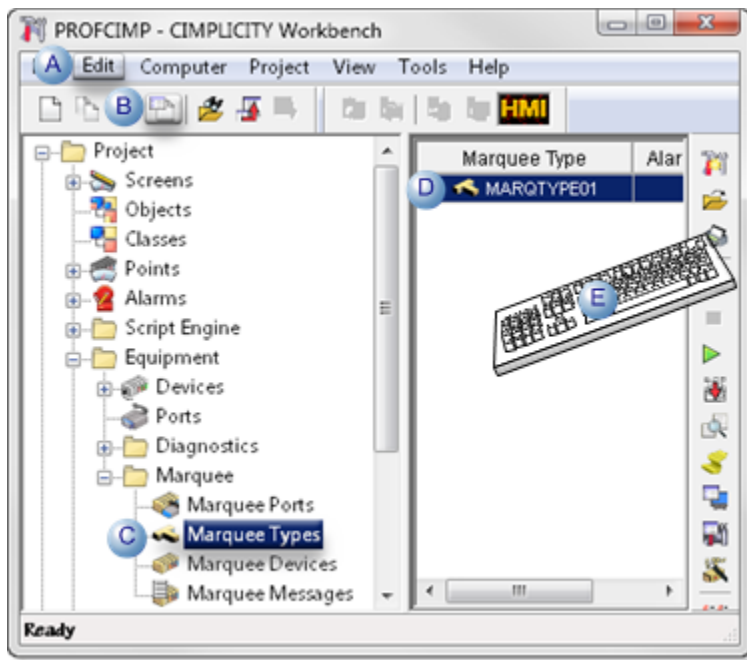 PROFCIMP - CIMPLICITY Workbench
A Edit Computer Project View Tools Help
B HMI
Project
Screens
Objects
Classes
Points
Alarms
Script Engine
Equipment
Devices
Ports
Diagnostics
Marquee
Marquee Ports
C Marquee Types
Marquee Devices
Marquee Messages
Marquee Type Alar
D MARQTYPE01
E
Ready